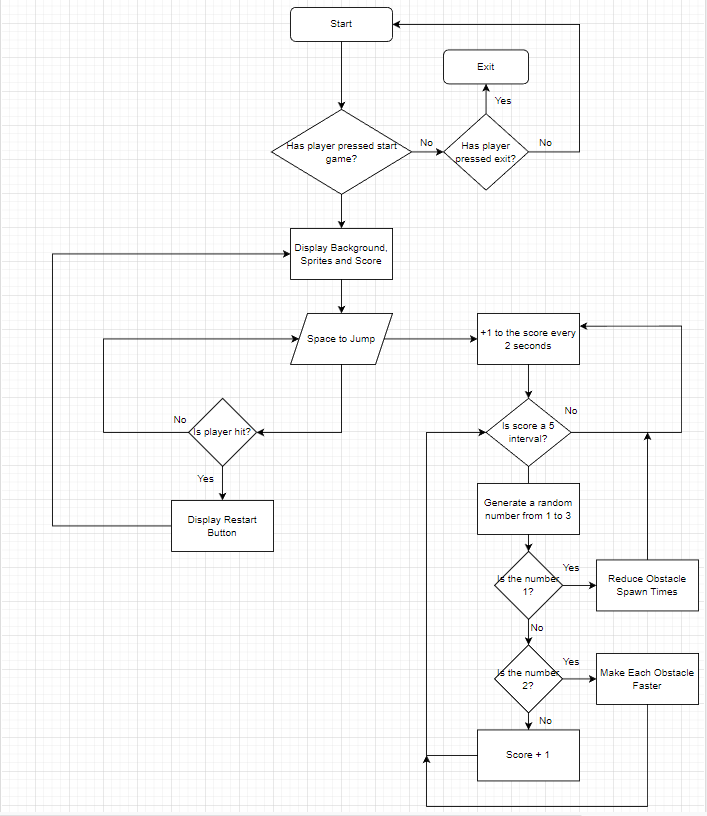 Start
Exit
Yes
Has player pressed start
game?
No
Has player
pressed exit?
No
Display Background,
Sprites and Score
Space to Jump
+1 to the score every
2 seconds
No
Is player hit?
Yes
Display Restart
Button
No
Is score a 5
interval?
Generate a random
number from 1 to 3
Is the number
1?
Yes
Reduce Obstacle
Spawn Times
No
Is the number
2?
Yes
Make Each Obstacle
Faster
No
Score + 1